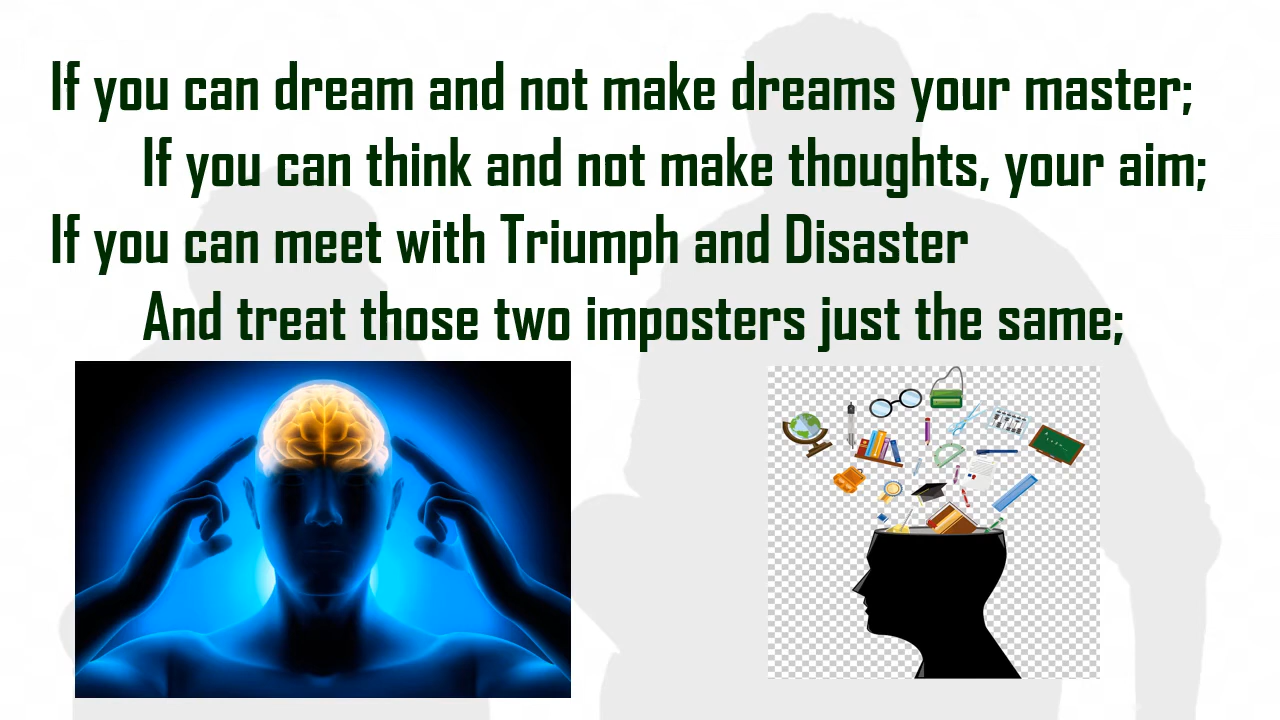 If you can dream and not make dreams your master;
If you can think and not make thoughts, your aim;
If you can meet with Triumph and Disaster
And treat those two imposters just the same;